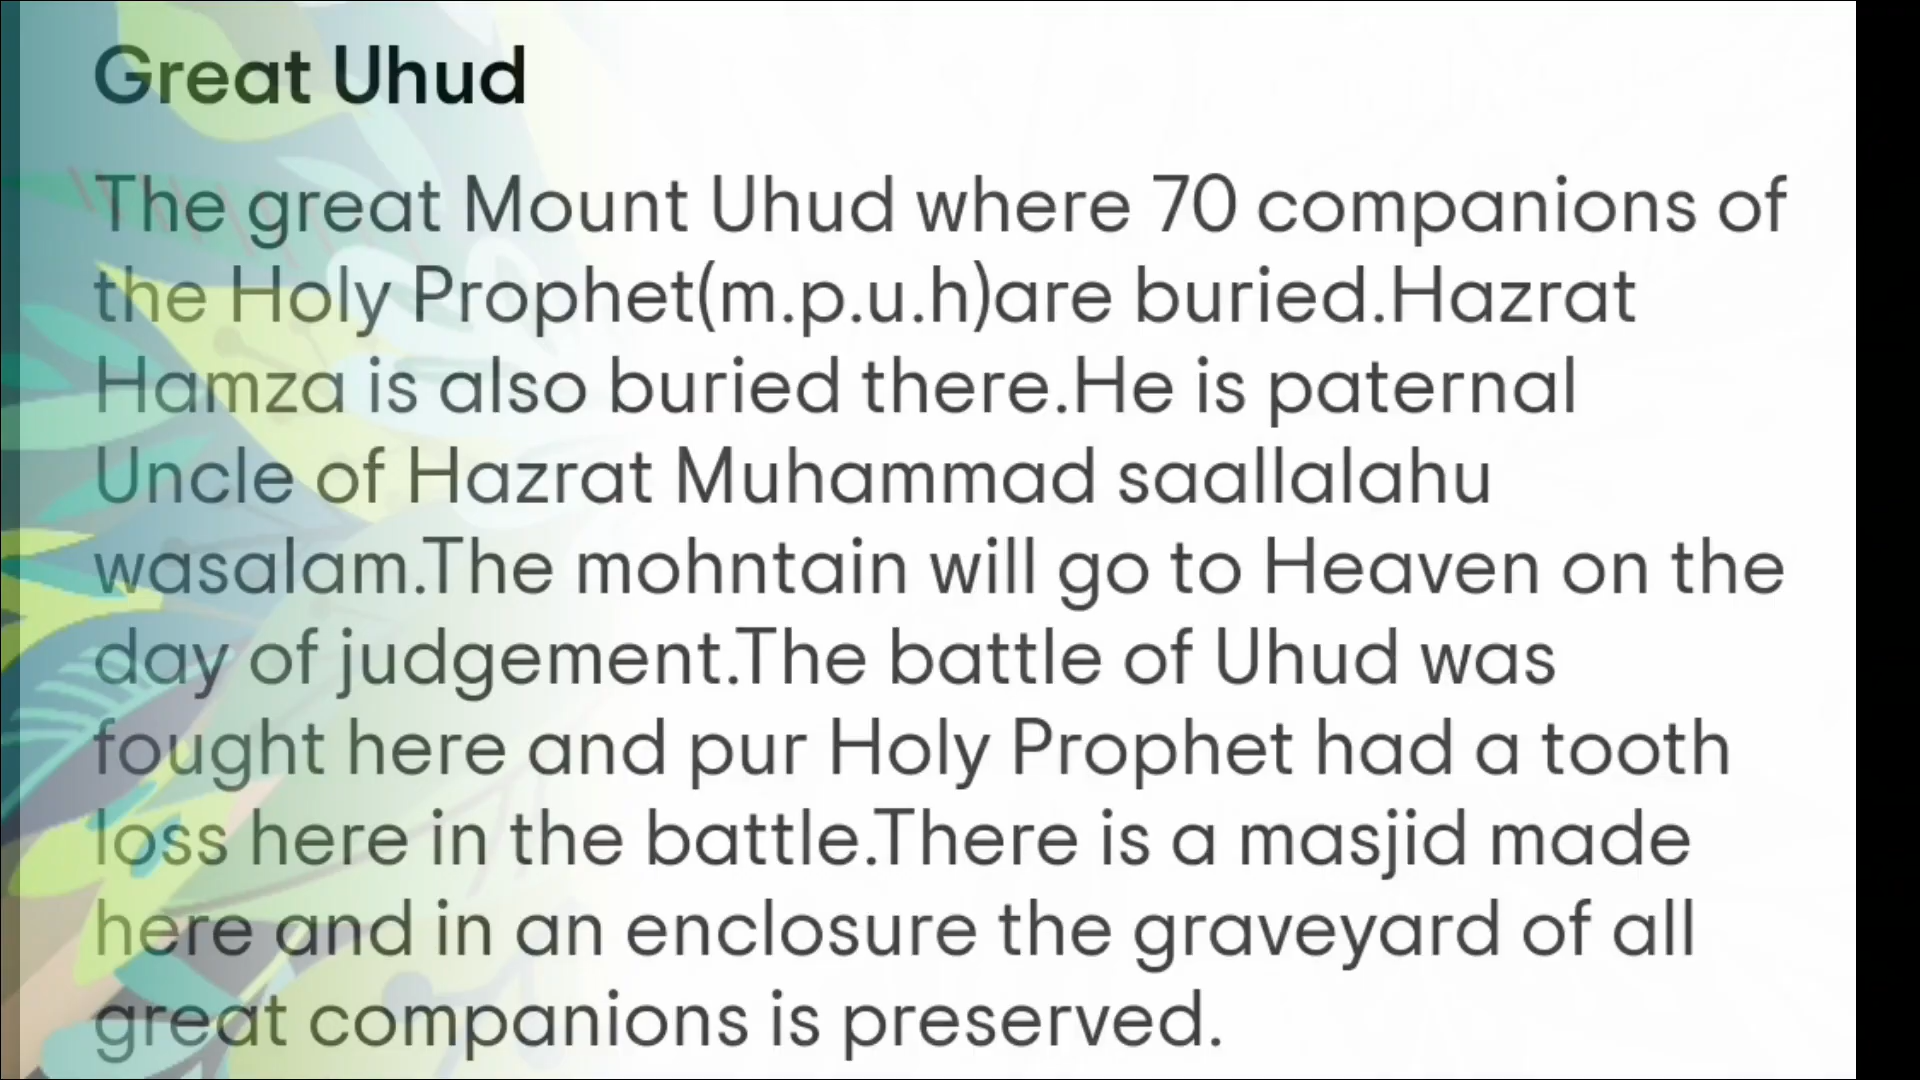 Great Uhud
The great Mount Uhud where 70 companions of
the Holy Prophet(m.p.u.h)are buried.Hazrat
Hamza is also buried there.He is paternal
Uncle of Hazrat Muhammad saallalahu
wasalam.The mohntain will go to Heaven on the
day of judgement.The battle of Uhud was
fought here and pur Holy Prophet had a tooth
loss here in the battle.There is a masjid made
here and in an enclosure the graveyard of all
great companions is preserved.